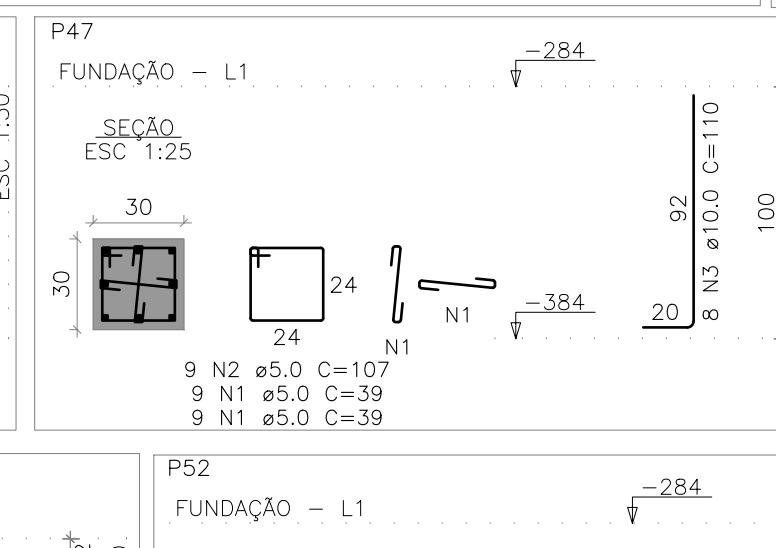 P47
FUNDAÇÃO - L1
-284
SEÇÃO
ESC 1:25
30
30
24
24
N1
N1
-384
92
20
8 N3 ø10.0 C=110
100
9 N2 ø5.0 C=107
9 N1 ø5.0 C=39
9 N1 ø5.0 C=39
P52
FUNDAÇÃO - L1
-284